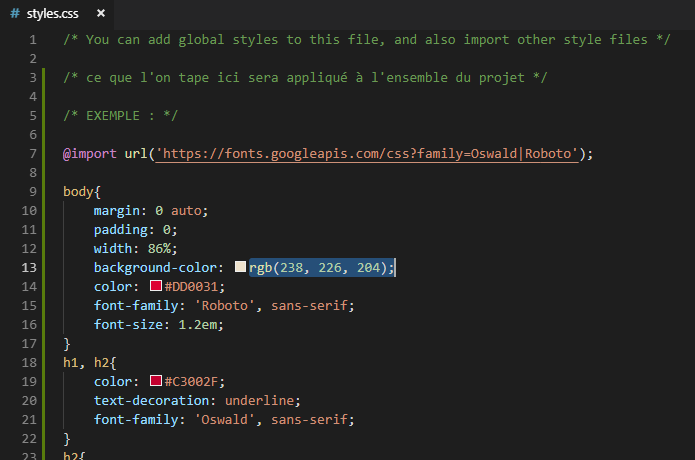 # styles.css ×
1 /* You can add global styles to this file, and also import other style files */
2
3 /* ce que l'on tape ici sera appliqué à l'ensemble du projet */
4
5 /* EXEMPLE : */
6
7 @import url('https://fonts.googleapis.com/css?family=Oswald|Roboto');
8
9 body{
10 margin: 0 auto;
11 padding: 0;
12 width: 86%;
13 background-color: rgb(238, 226, 204);
14 color: #DD0031;
15 font-family: 'Roboto', sans-serif;
16 font-size: 1.2em;
17 }
18 h1, h2{
19 color: #C3002F;
20 text-decoration: underline;
21 font-family: 'Oswald', sans-serif;
22 }
23 h2{